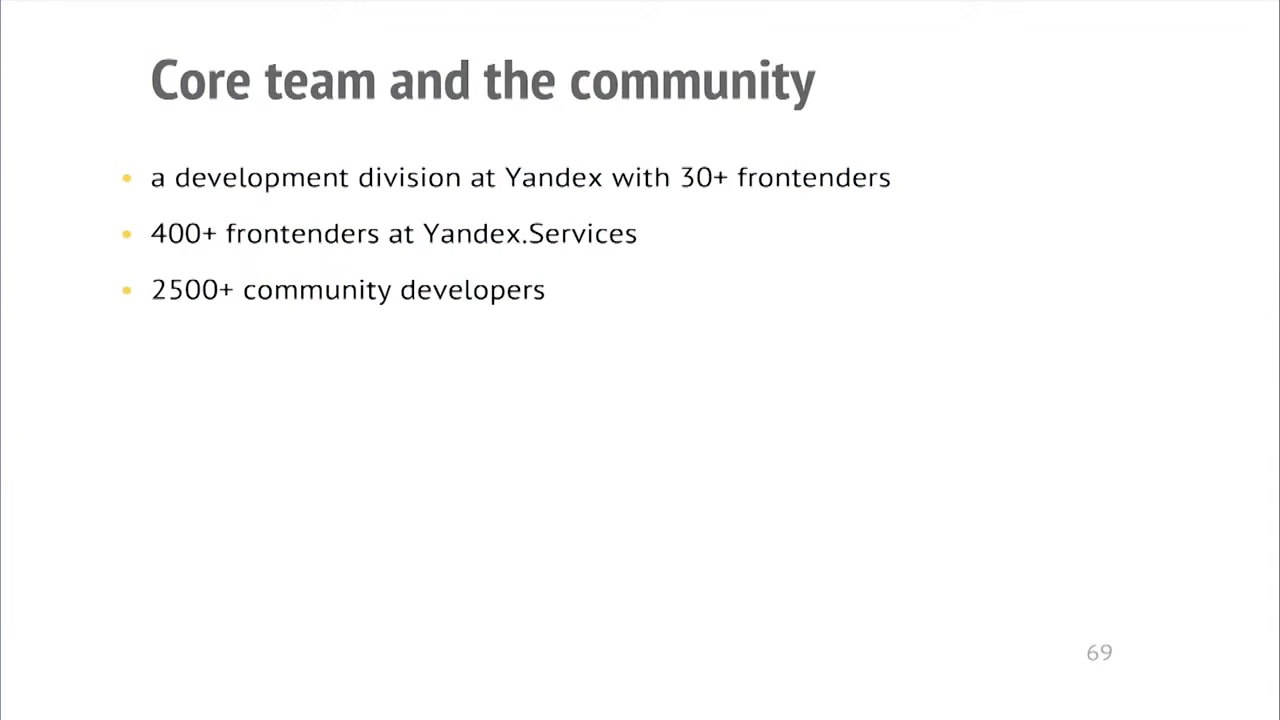 Core team and the community
• a development division at Yandex with 30+ frontenders
• 400+ frontenders at Yandex.Services
• 2500+ community developers
69